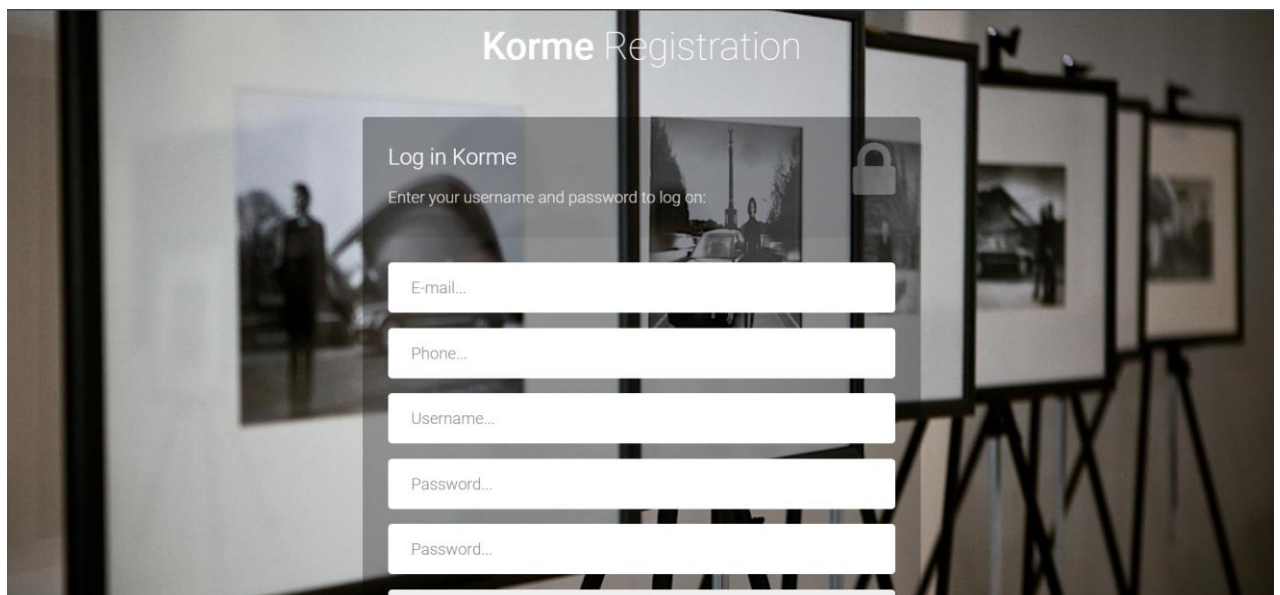 Korme Registration
Log in Korme
Enter your username and password to log on:
E-mail...
Phone...
Username...
Password...
Password...